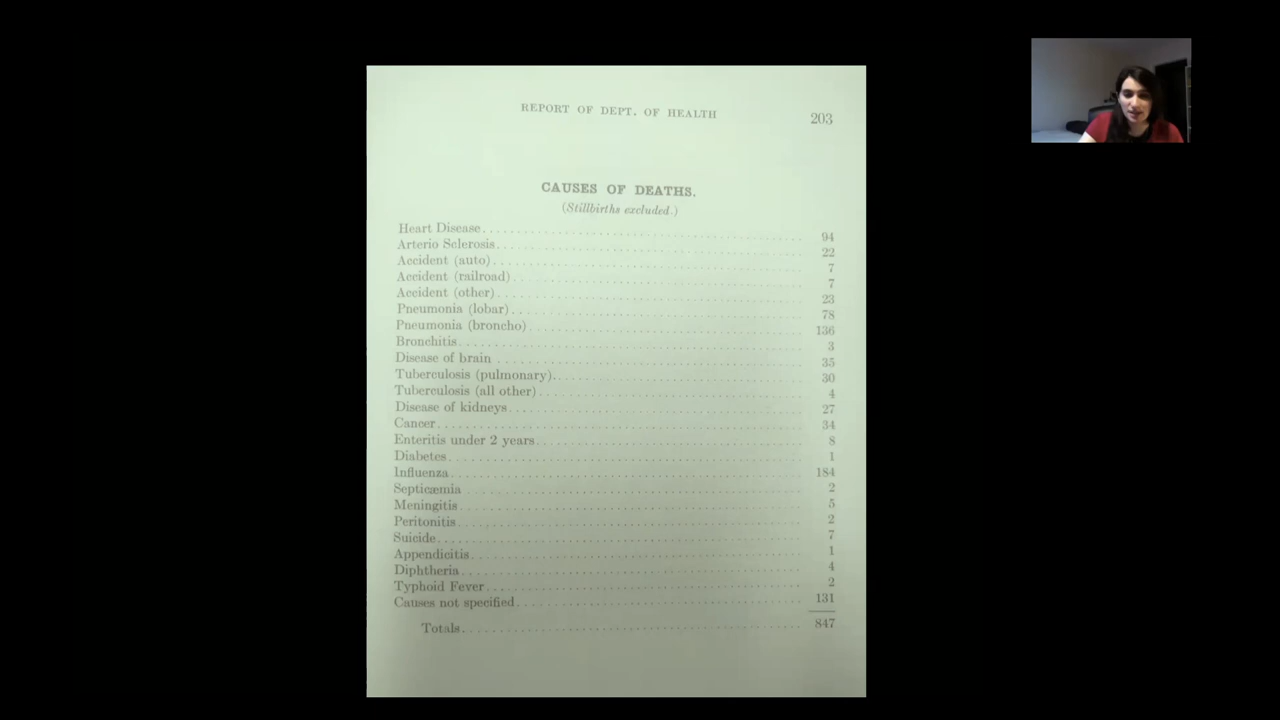 REPORT OF DEPT. OF HEALTH 203
CAUSES OF DEATHS.
(Stillbirths excluded.)
Heart Disease 94
Arterio Sclerosis 22
Accident (auto) 7
Accident (railroad) 7
Accident (other) 23
Pneumonia (lobar) 78
Pneumonia (broncho) 136
Bronchitis 3
Disease of brain 35
Tuberculosis (pulmonary) 30
Tuberculosis (all other) 4
Disease of kidneys 27
Cancer 34
Enteritis under 2 years 8
Diabetes 1
Influenza 184
Septicæmia 2
Meningitis 5
Peritonitis 2
Suicide 7
Appendicitis 1
Diphtheria 4
Typhoid Fever 2
Causes not specified 131
Totals 847